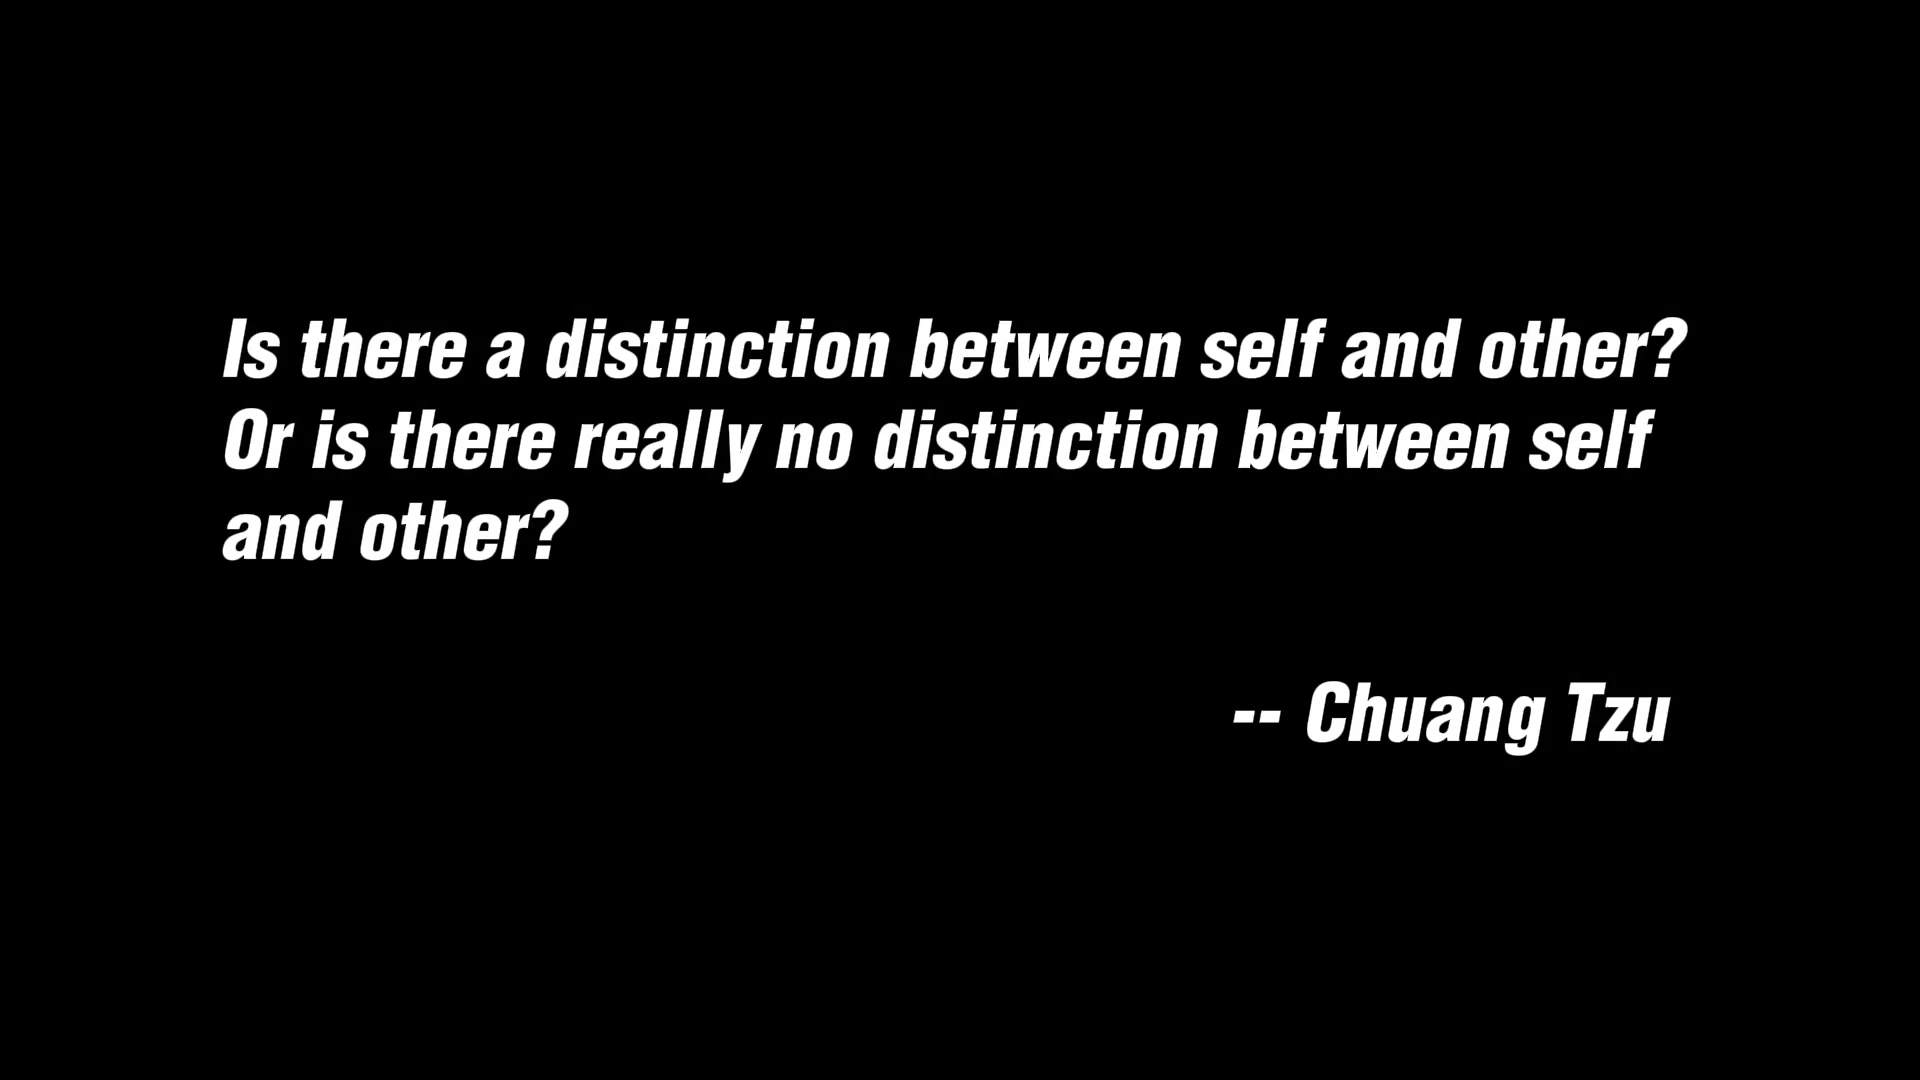 Is there a distinction between self and other?
Or is there really no distinction between self
and other?
-- Chuang Tzu